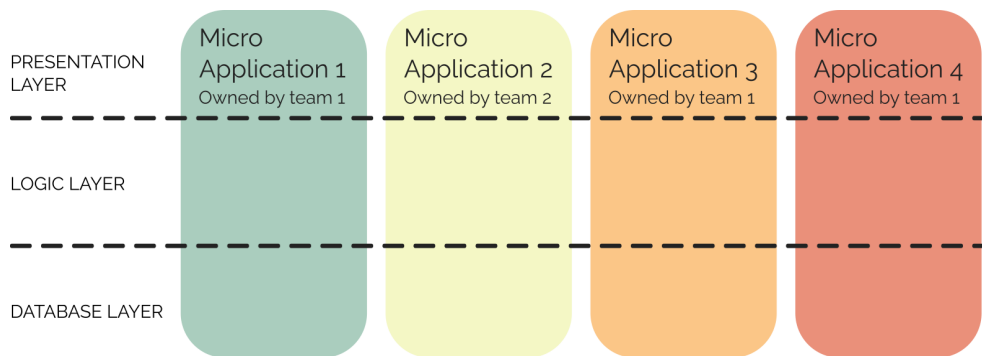 PRESENTATION
LAYER
Micro
Application 1
Owned by team 1
Micro
Application 2
Owned by team 2
Micro
Application 3
Owned by team 1
Micro
Application 4
Owned by team 1
LOGIC LAYER
DATABASE LAYER